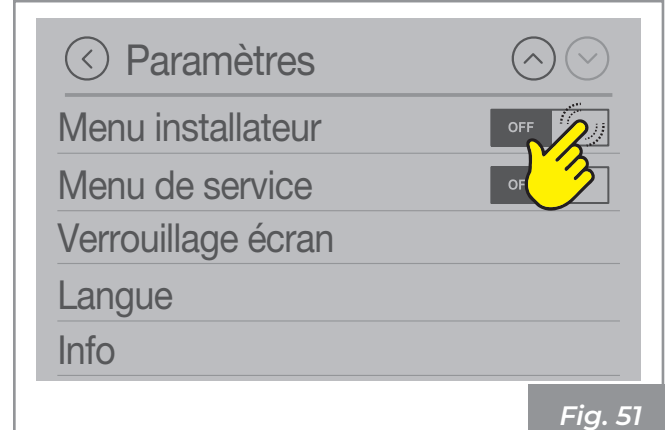 Paramètres
Menu installateur OFF
Menu de service
Verrouillage écran
Langue
Info
Fig. 51